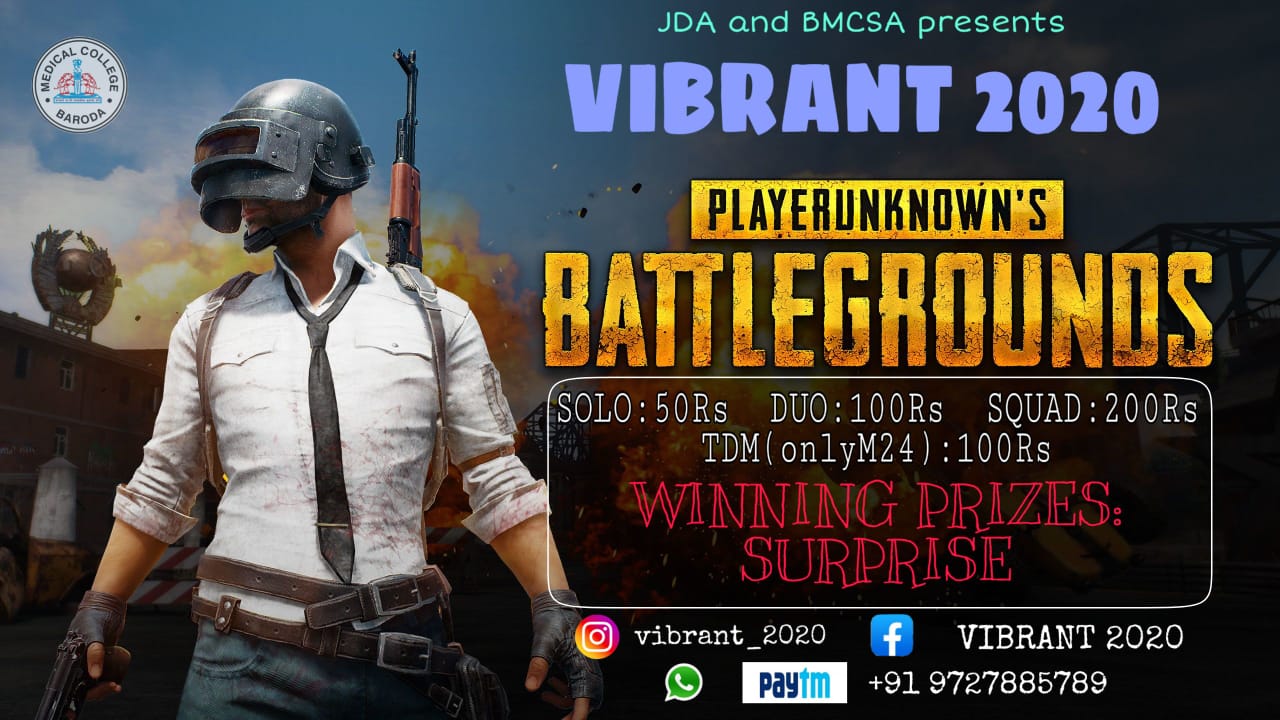 JDA and BMCSA presents
MEDICAL COLLEGE
BARODA
VIBRANT 2020
PLAYERUNKNOWN'S
BATTLEGROUNDS
SOLO:50Rs DUO:100Rs SQUAD:200Rs
TDM(onlyM24):100Rs
WINNING PRIZES:
SURPRISE
vibrant_2020 VIBRANT 2020
paytm +91 9727885789